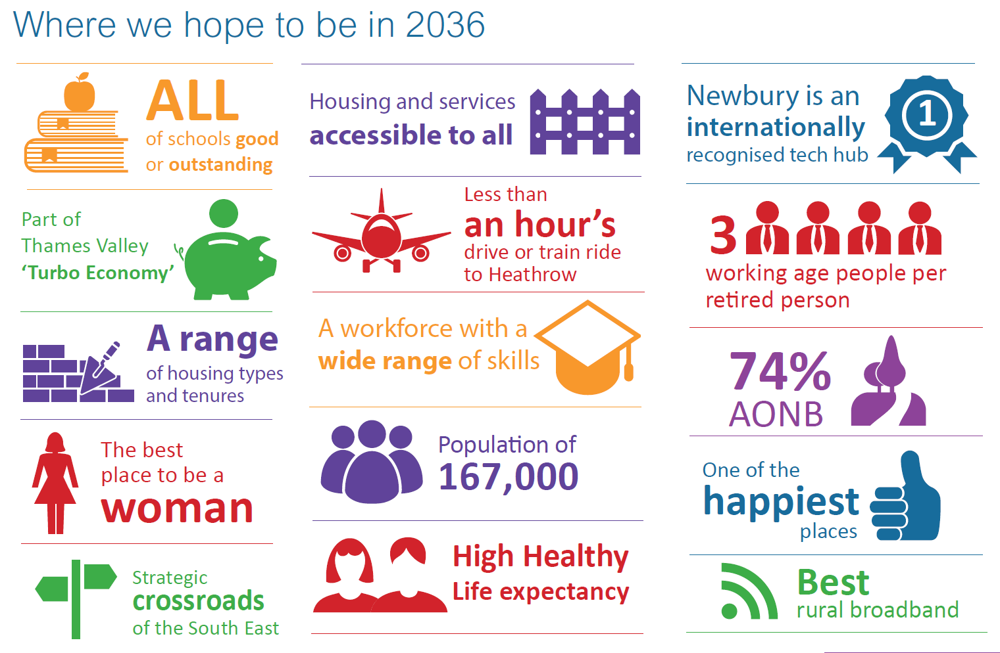 Where we hope to be in 2036
ALL
of schools good
or outstanding
Part of
Thames Valley
‘Turbo Economy’
A range
of housing types
and tenures
The best
place to be a
woman
Strategic
crossroads
of the South East
Housing and services
accessible to all
Less than
an hour’s
drive or train ride
to Heathrow
A workforce with a
wide range of skills
Population of
167,000
High Healthy
Life expectancy
Newbury is an
internationally
recognised tech hub
1
3
working age people per
retired person
74%
AONB
One of the
happiest
places
Best
rural broadband